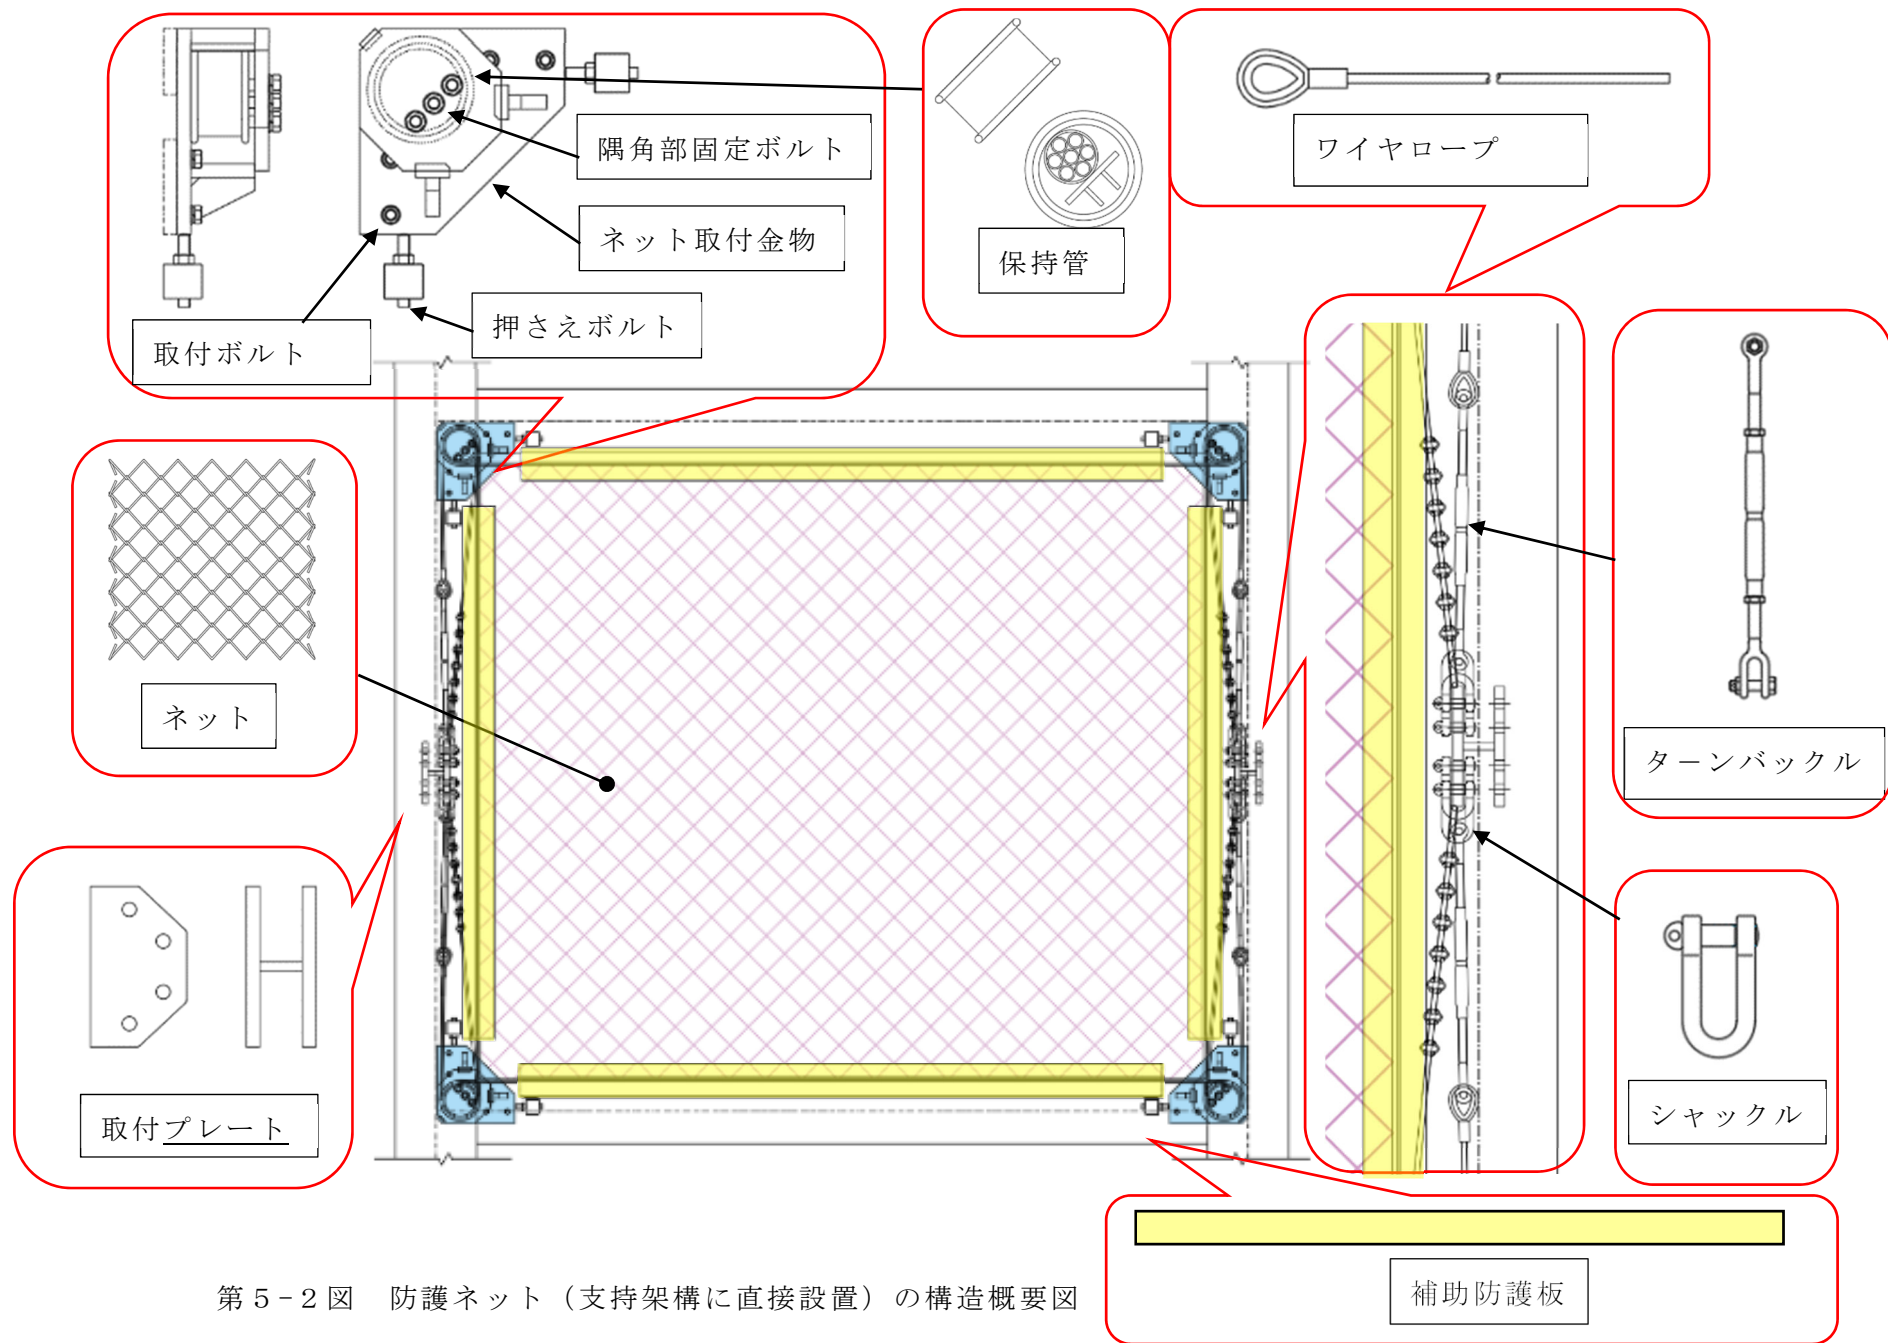 隅角部固定ボルト
ネット取付金物
押さえボルト
取付ボルト
保持管
ワイヤロープ
ネット
ターンバックル
取付プレート
シャックル
補助防護板
第5-2図　防護ネット（支持架構に直接設置）の構造概要図